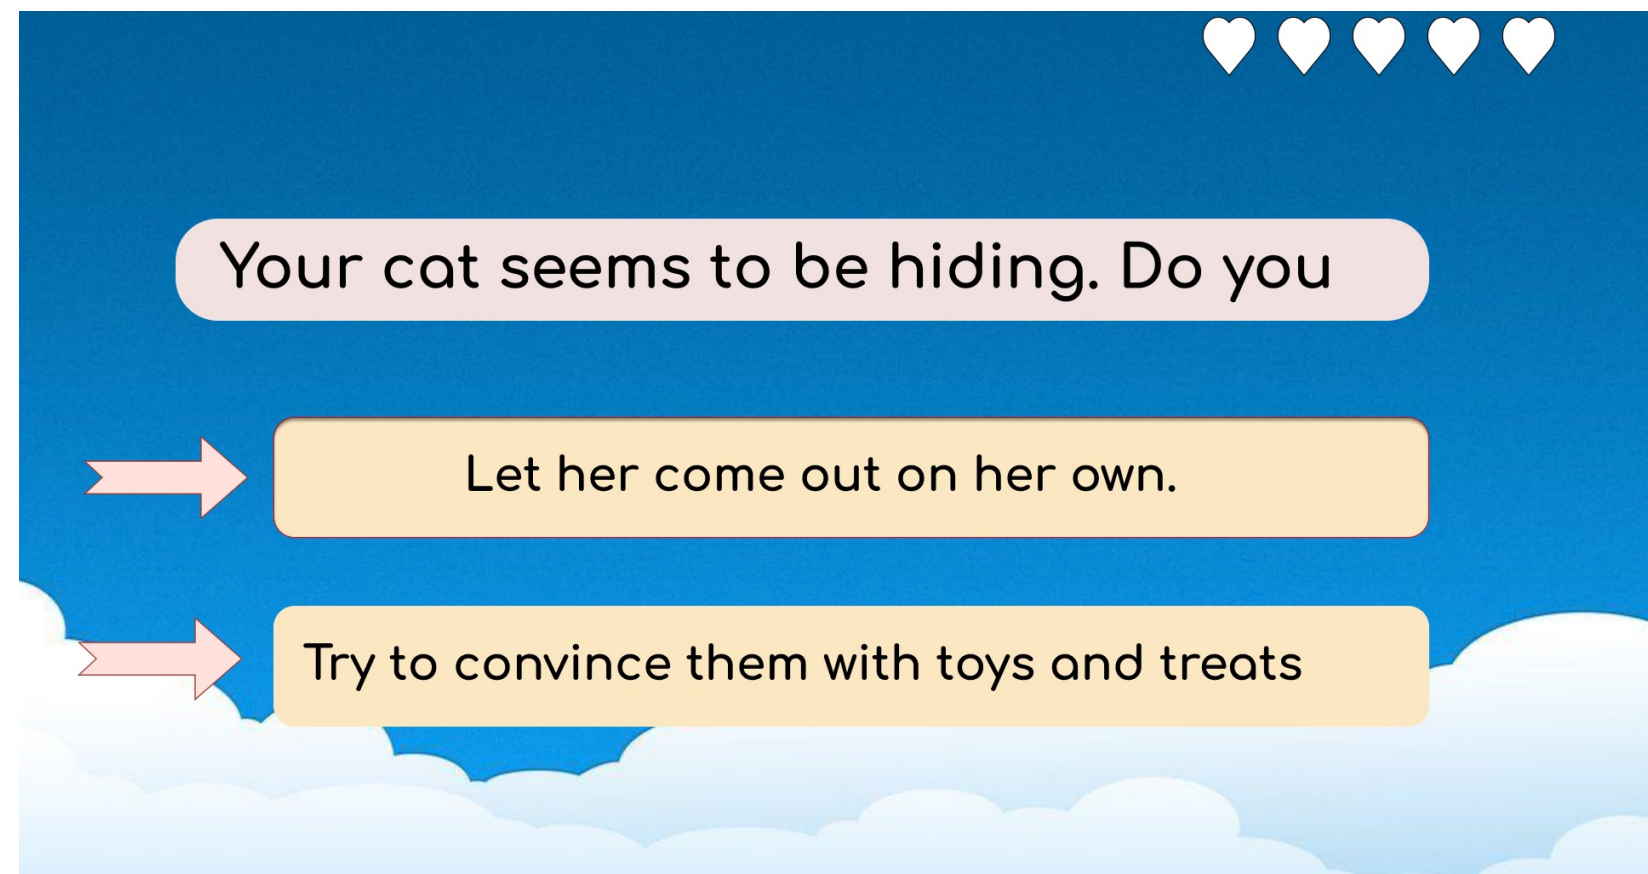 Your cat seems to be hiding. Do you
Let her come out on her own.
Try to convince them with toys and treats